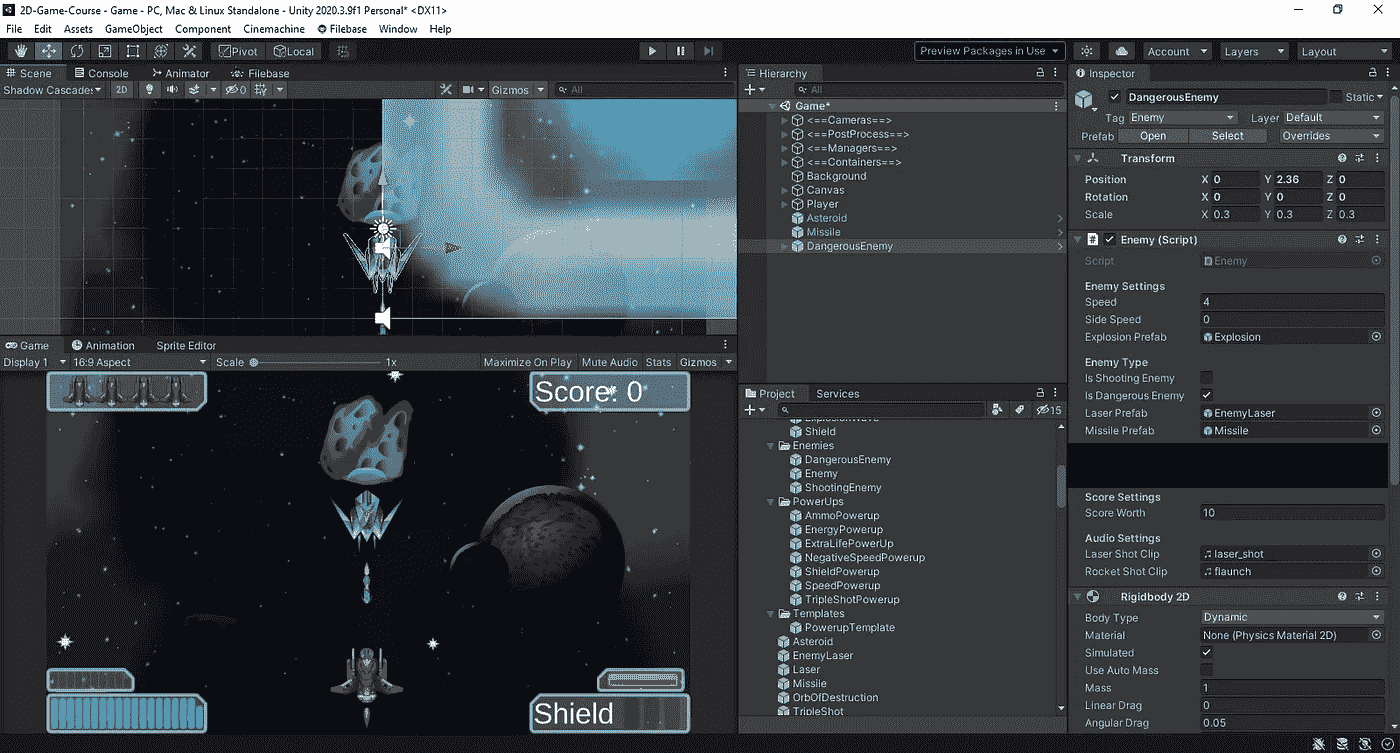 2D-Game-Course - Game - PC, Mac & Linux Standalone - Unity 2020.3.9f1 Personal* <DX11>
File Edit Assets GameObject Component Cinemachine Filebase Window Help
Pivot Local Preview Packages in Use Account Layers Layout
Scene Console Animator Filebase
Shadow Cascades 2D 0 Gizmos All
Game Animation Sprite Editor
Display 1 16:9 Aspect Scale 1x Maximize On Play Mute Audio Stats Gizmos
Score: 0
Shield
Hierarchy
All
Game*
<==Cameras==>
<==PostProcess==>
<==Managers==>
<==Containers==>
Background
Canvas
Player
Asteroid
Missile
DangerousEnemy
Project Services
15
Shield
Enemies
DangerousEnemy
Enemy
ShootingEnemy
PowerUps
AmmoPowerup
EnergyPowerup
ExtraLifePowerUp
NegativeSpeedPowerup
ShieldPowerup
SpeedPowerup
TripleShotPowerup
Templates
PowerupTemplate
Asteroid
EnemyLaser
Laser
Missile
OrbOfDestruction
TripleShot
Inspector
DangerousEnemy Static
Tag Enemy Layer Default
Prefab Open Select Overrides
Transform
Position X 0 Y 2.36 Z 0
Rotation X 0 Y 0 Z 0
Scale X 0.3 Y 0.3 Z 0.3
Enemy (Script)
Script Enemy
Enemy Settings
Speed 4
Side Speed 0
Explosion Prefab Explosion
Enemy Type
Is Shooting Enemy
Is Dangerous Enemy
Laser Prefab EnemyLaser
Missile Prefab Missile
Score Settings
Score Worth 10
Audio Settings
Laser Shot Clip laser_shot
Rocket Shot Clip flaunch
Rigidbody 2D
Body Type Dynamic
Material None (Physics Material 2D)
Simulated
Use Auto Mass
Mass 1
Linear Drag 0
Angular Drag 0.05